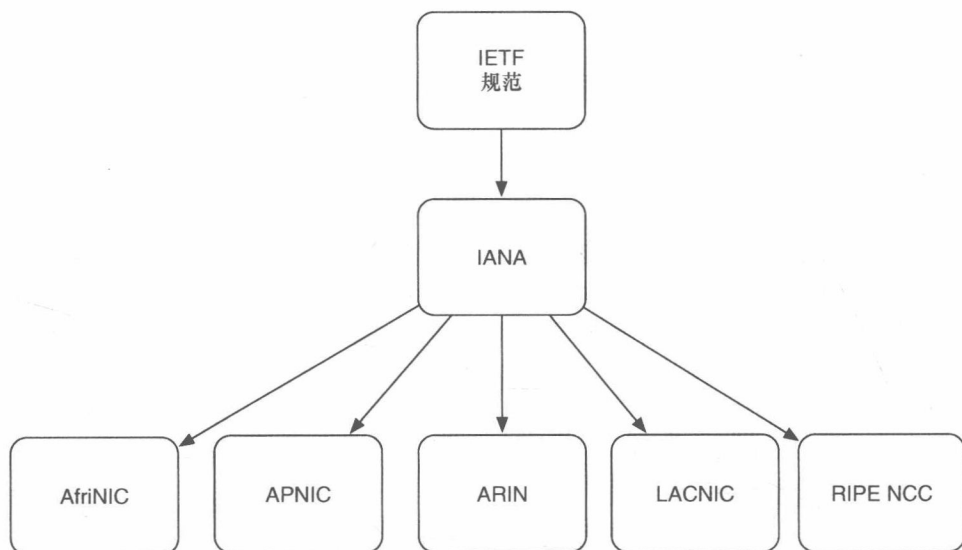 IETF
规范
IANA
AfriNIC
APNIC
ARIN
LACNIC
RIPE NCC